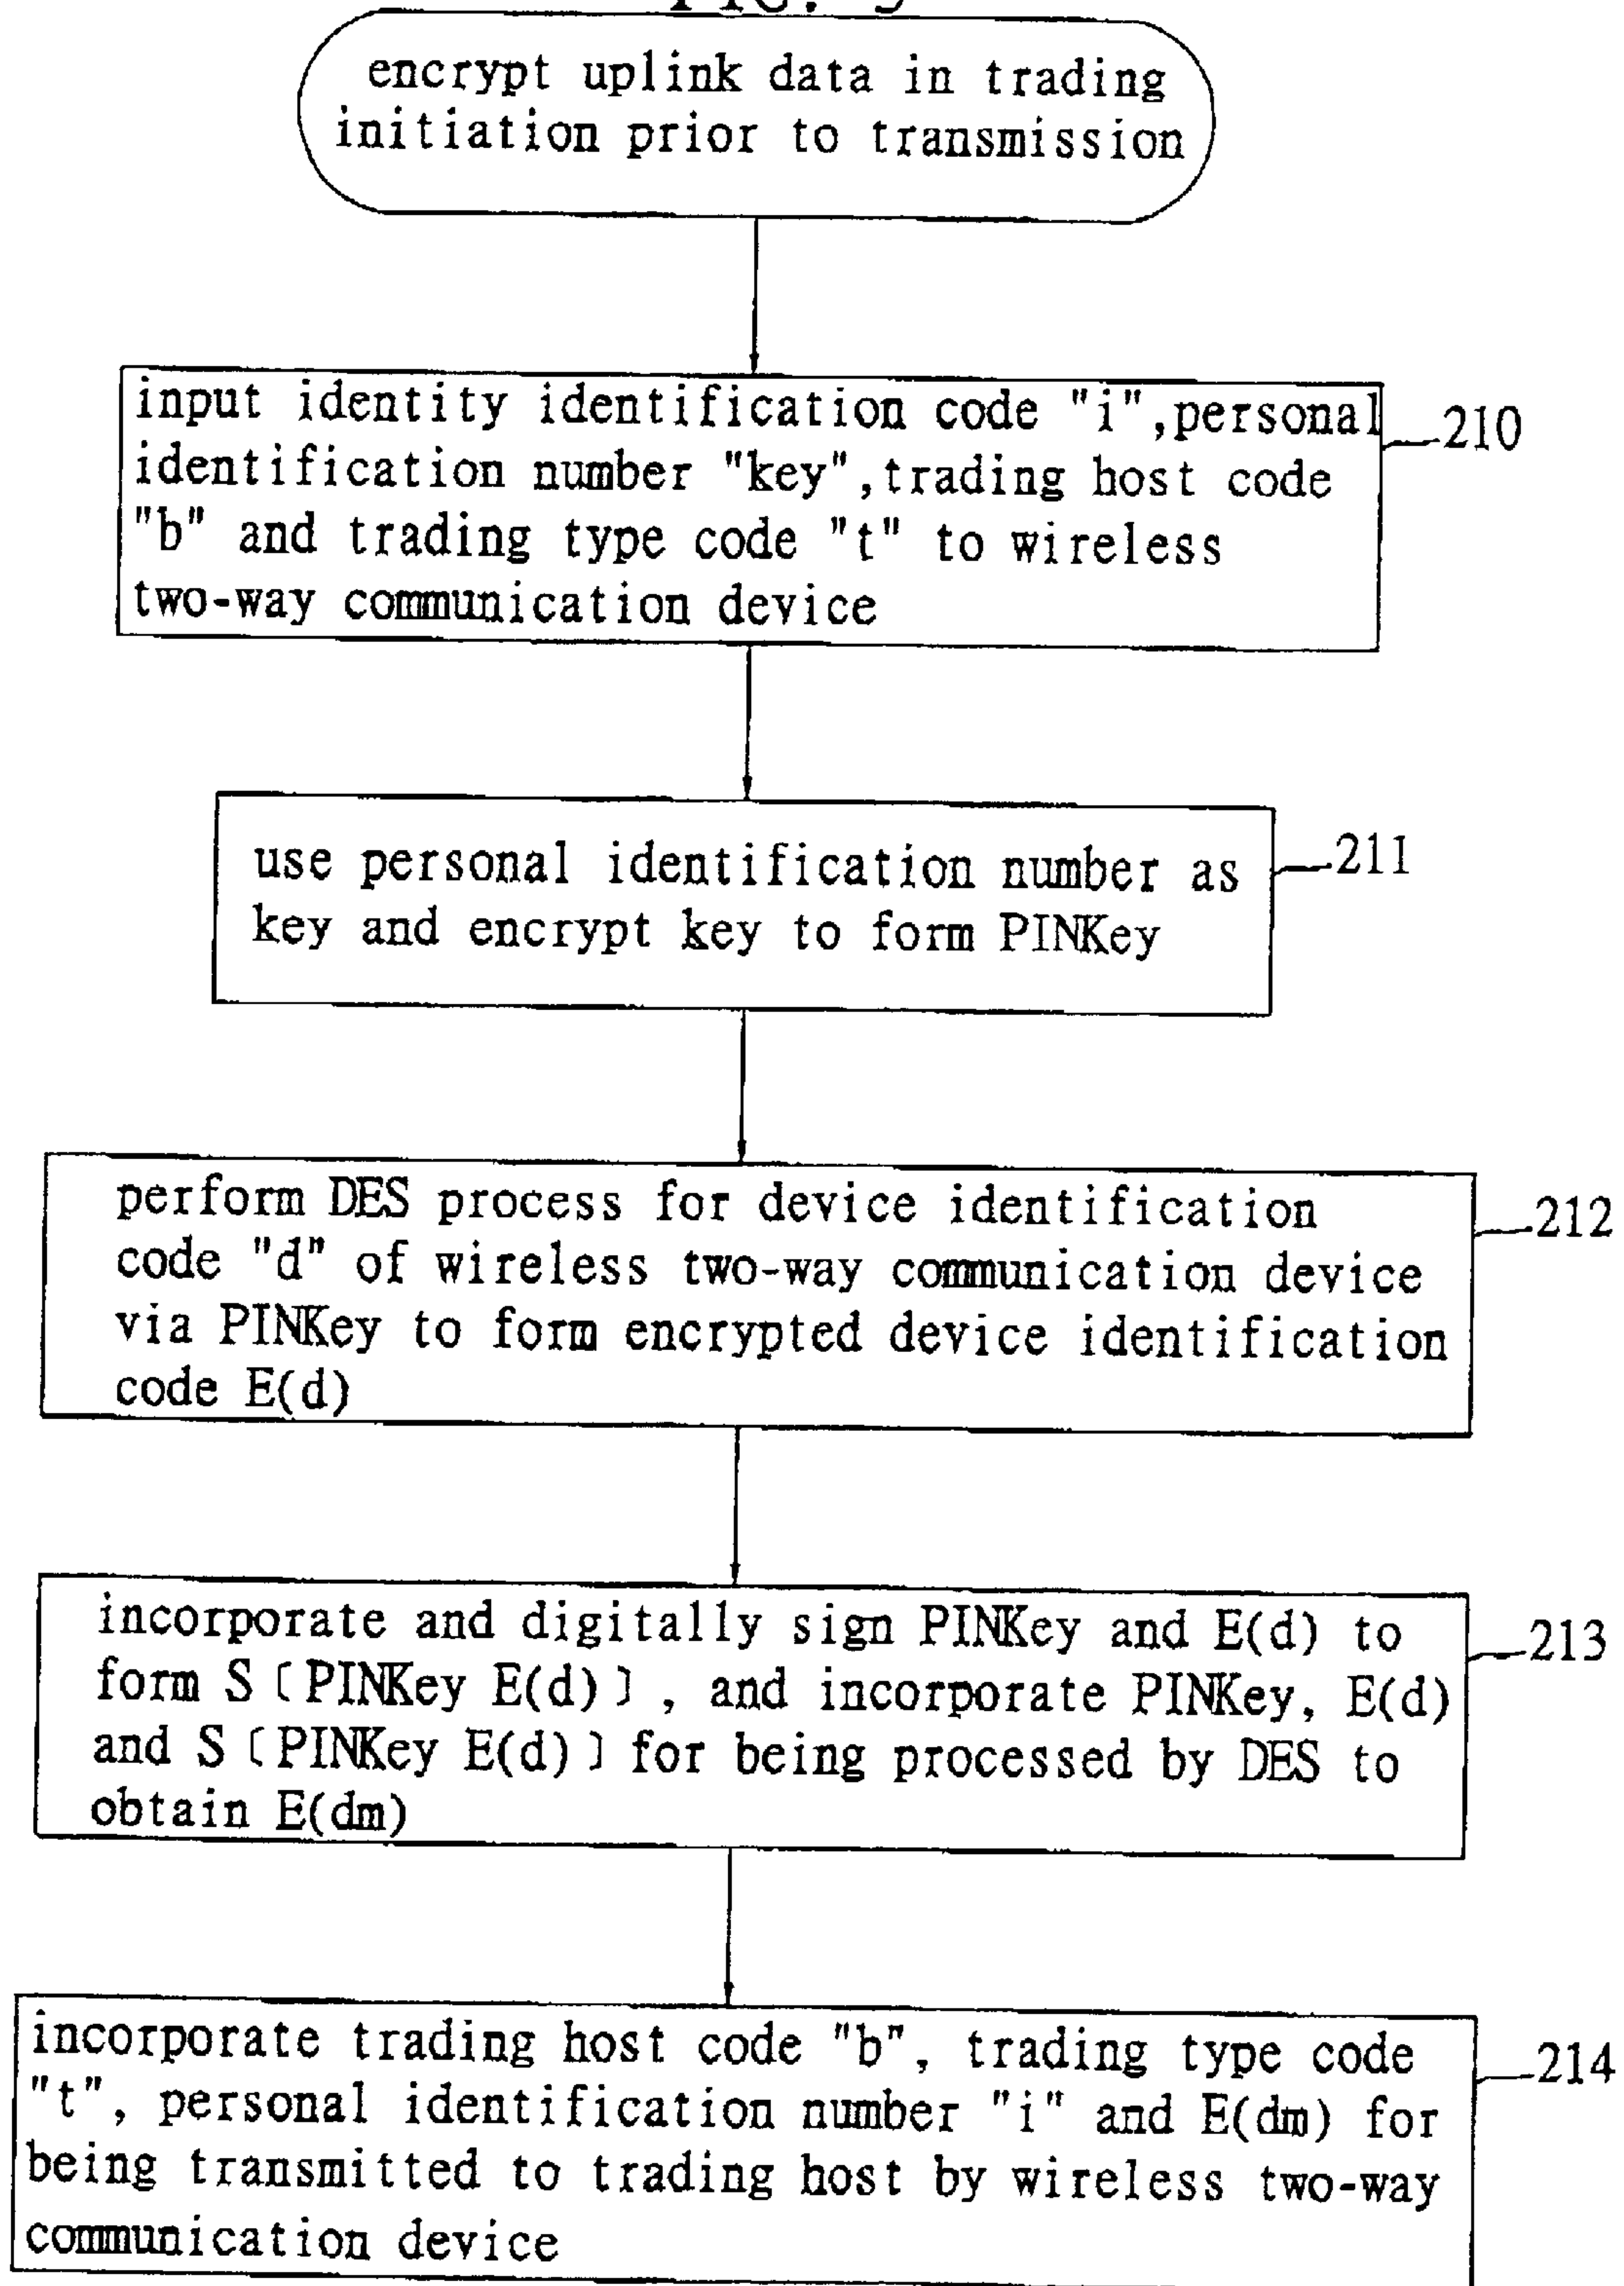 encrypt uplink data in trading
initiation prior to transmission
input identity identification code "i",personal
identification number "key",trading host code
"b" and trading type code "t" to wireless
two-way communication device
210
use personal identification number as
key and encrypt key to form PINKey
211
perform DES process for device identification
code "d" of wireless two-way communication device
via PINKey to form encrypted device identification
code E(d)
212
incorporate and digitally sign PINKey and E(d) to
form S〔PINKey E(d)〕, and incorporate PINKey, E(d)
and S〔PINKey E(d)〕for being processed by DES to
obtain E(dm)
213
incorporate trading host code "b", trading type code
"t", personal identification number "i" and E(dm) for
being transmitted to trading host by wireless two-way
communication device
214